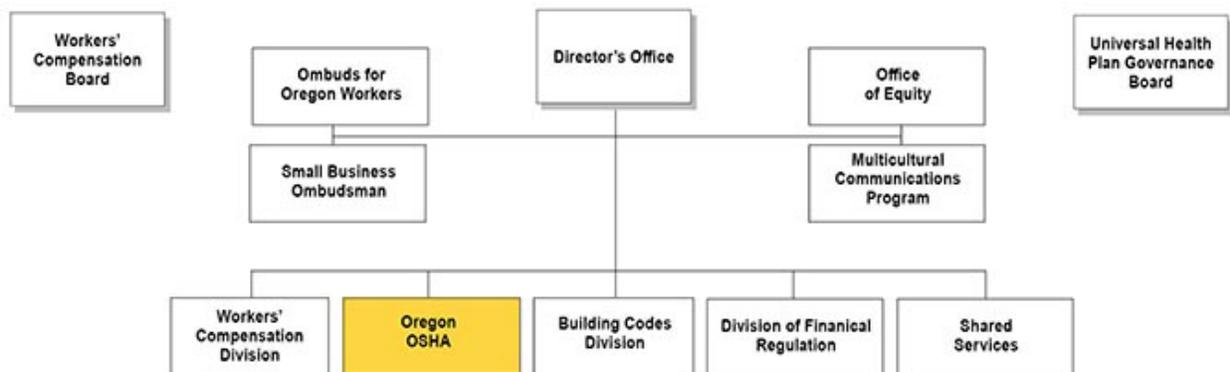 Workers'
Compensation
Board
Ombuds for
Oregon Workers
Director's Office
Office
of Equity
Universal Health
Plan Governance
Board
Small Business
Ombudsman
Multicultural
Communications
Program
Workers'
Compensation
Division
Oregon
OSHA
Building Codes
Division
Division of Finanical
Regulation
Shared
Services